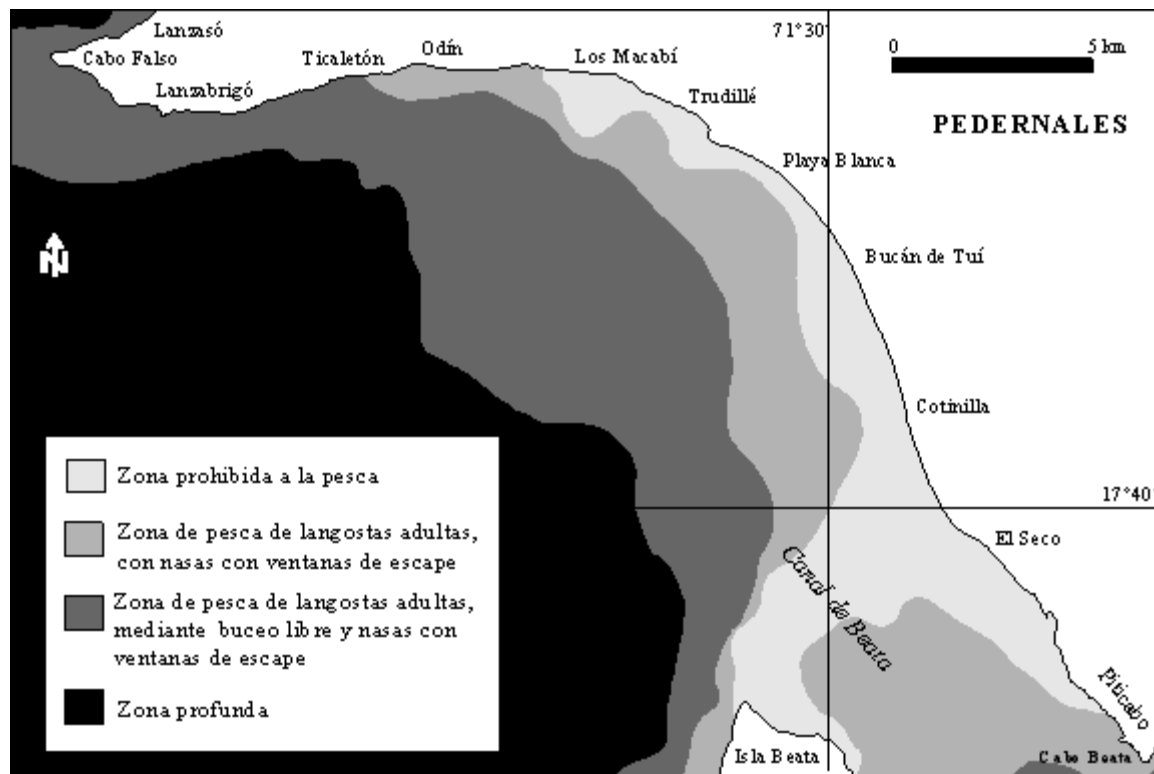 Lanzasó
Cabo Falso
Lanzabrigó
Ticaletón
Odín
Los Macabí
Trudillé
71°30'
0 5 km
PEDERNALES
Playa Blanca
N
Bucán de Tuí
Cotinilla
17°40'
El Seco
Canal de Beata
Piticabo
Isla Beata
Cabo Beata
Zona prohibida a la pesca
Zona de pesca de langostas adultas,
con nasas con ventanas de escape
Zona de pesca de langostas adultas,
mediante buceo libre y nasas con
ventanas de escape
Zona profunda